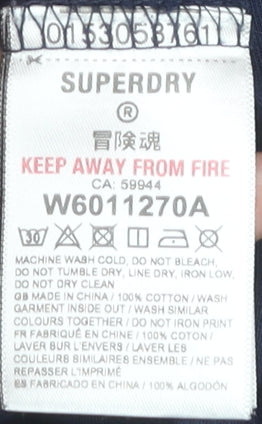 0153058761
SUPERDRY
®
冒険魂
KEEP AWAY FROM FIRE
CA: 59944
W6011270A
30
MACHINE WASH COLD, DO NOT BLEACH,
DO NOT TUMBLE DRY, LINE DRY, IRON LOW,
DO NOT DRY CLEAN
GB MADE IN CHINA / 100% COTTON / WASH
GARMENT INSIDE OUT / WASH SIMILAR
COLOURS TOGETHER / DO NOT IRON PRINT
FR FABRIQUÉ EN CHINE / 100% COTON /
LAVER SUR L'ENVERS / LAVER LES
COULEURS SIMILAIRES ENSEMBLE / NE PAS
REPASSER L'IMPRIMÉ
ES FABRICADO EN CHINA / 100% ALGODÓN